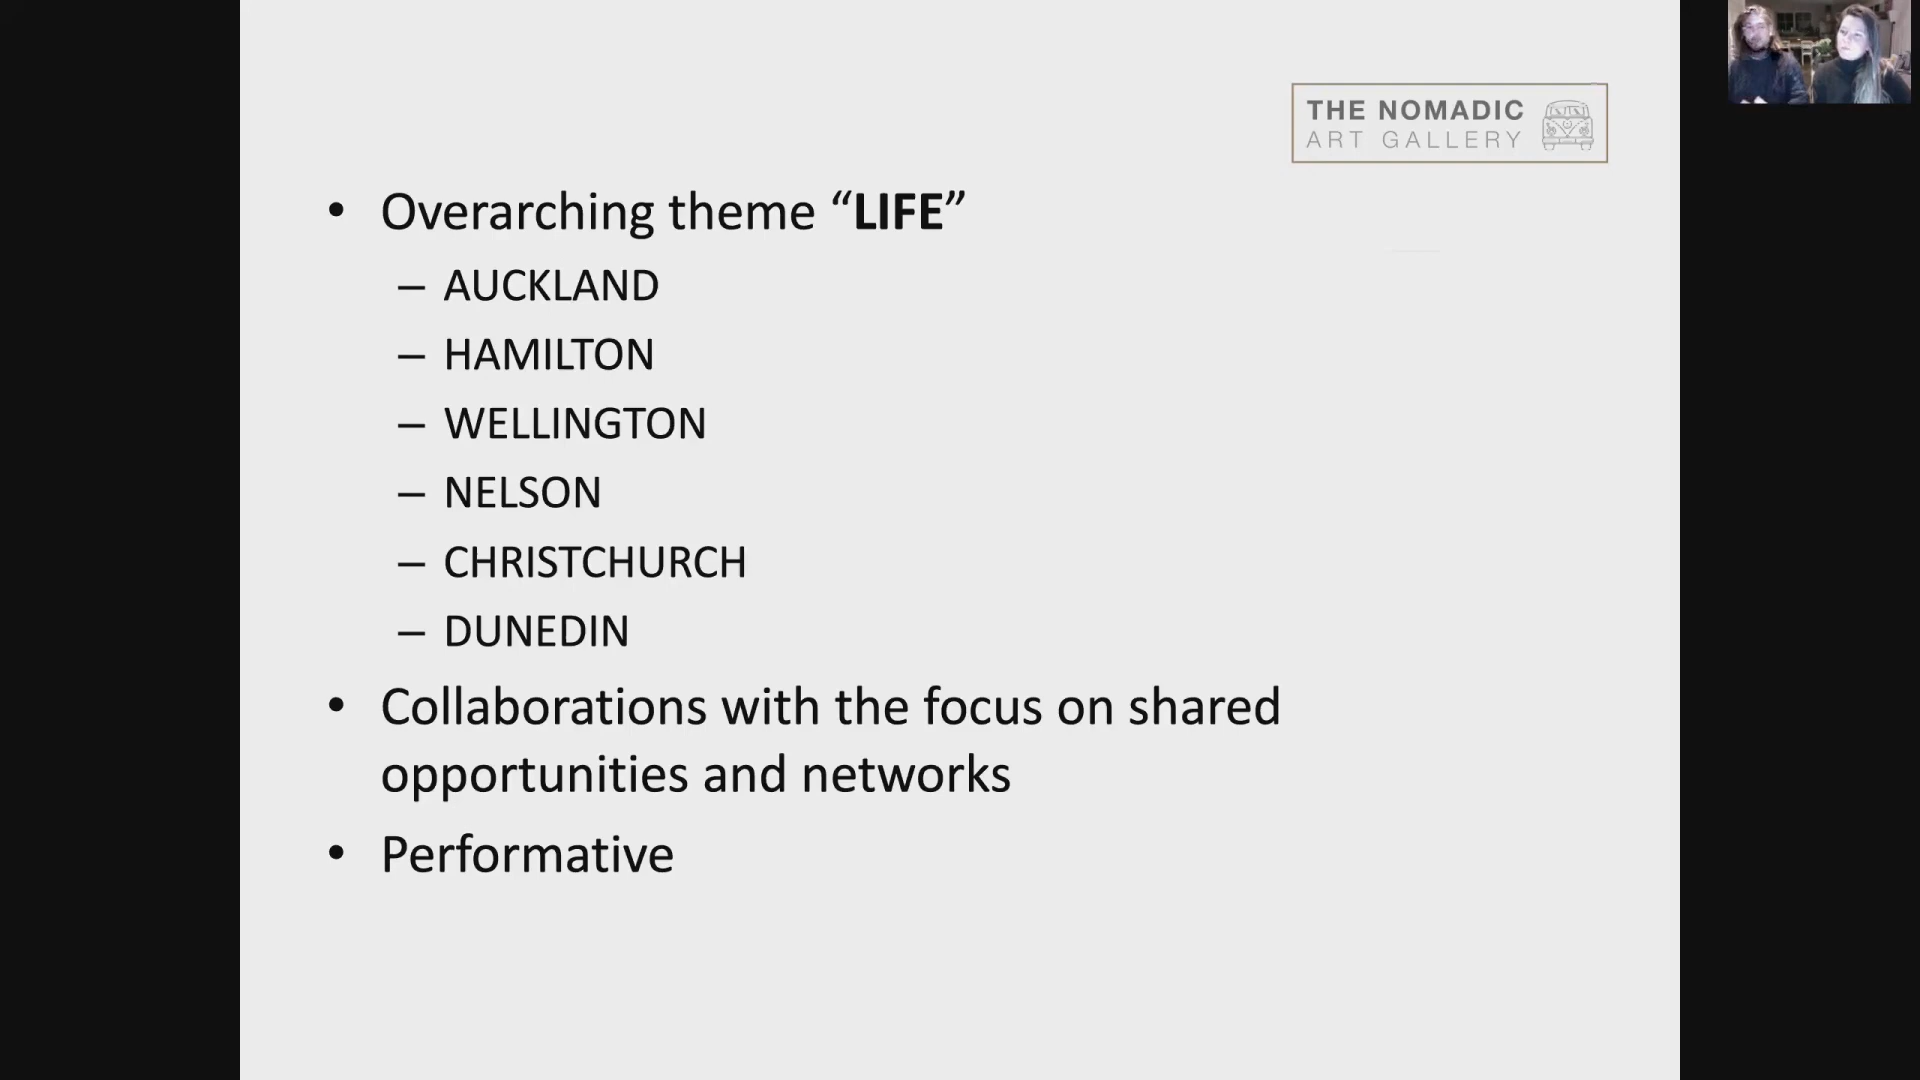 THE NOMADIC
ART GALLERY
• Overarching theme “LIFE”
– AUCKLAND
– HAMILTON
– WELLINGTON
– NELSON
– CHRISTCHURCH
– DUNEDIN
• Collaborations with the focus on shared
opportunities and networks
• Performative